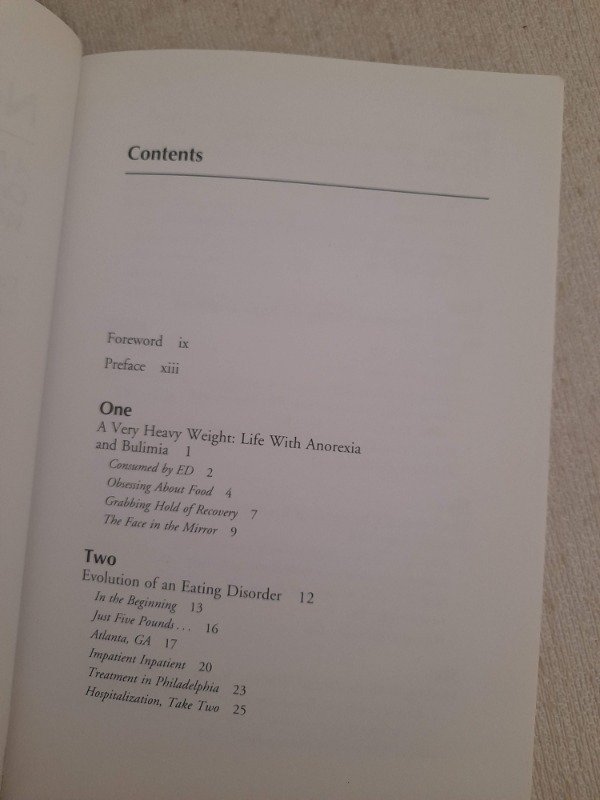 Contents
Foreword ix
Preface xiii
One
A Very Heavy Weight: Life With Anorexia
and Bulimia 1
Consumed by ED 2
Obsessing About Food 4
Grabbing Hold of Recovery 7
The Face in the Mirror 9
Two
Evolution of an Eating Disorder 12
In the Beginning 13
Just Five Pounds... 16
Atlanta, GA 17
Impatient Inpatient 20
Treatment in Philadelphia 23
Hospitalization, Take Two 25